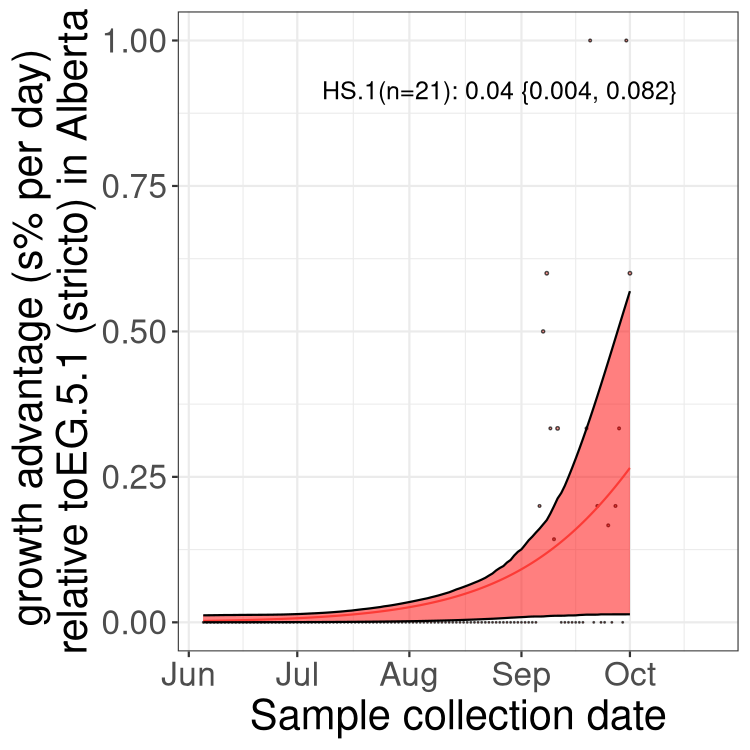 growth advantage (s% per day)
relative toEG.5.1 (stricto) in Alberta
1.00
0.75
0.50
0.25
0.00
HS.1(n=21): 0.04 {0.004, 0.082}
Jun Jul Aug Sep Oct
Sample collection date